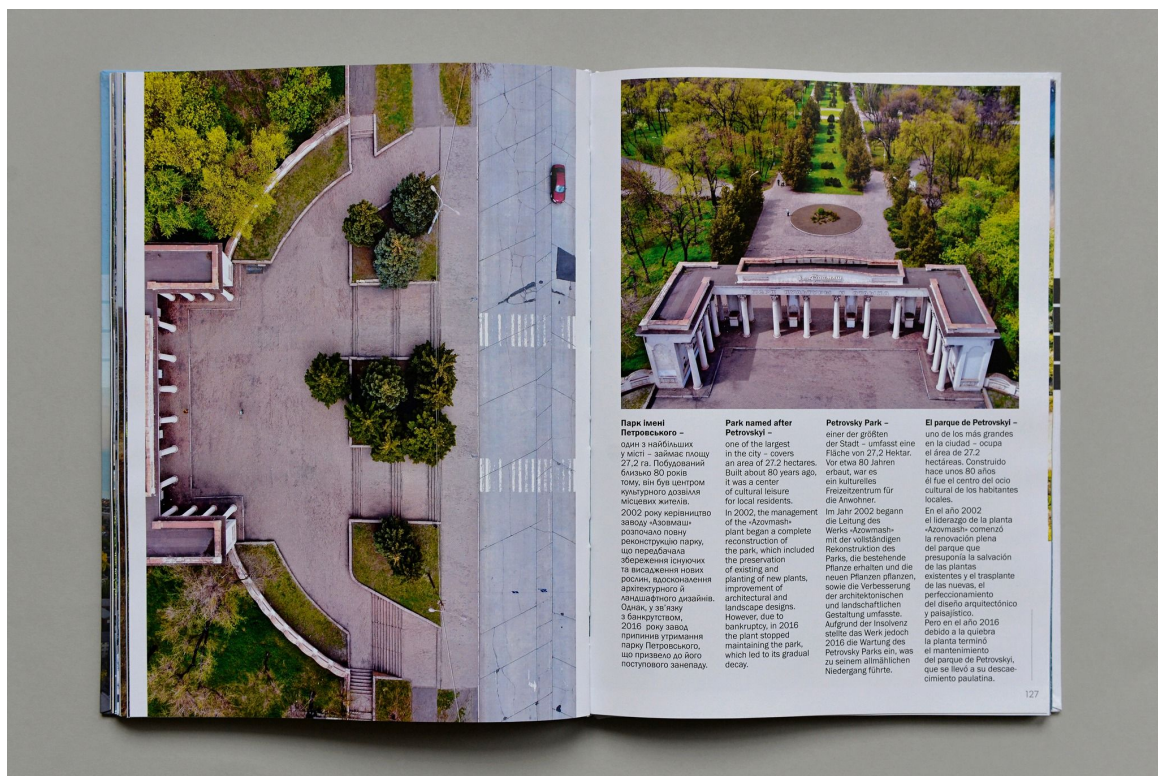 Парк імені
Петровського –
один з найбільших
у місті – займає площу
27,2 га. Побудований
близько 80 років
тому, він був центром
культурного дозвілля
місцевих жителів.
2002 року керівництво
заводу «Азовмаш»
розпочало повну
реконструкцію парку,
що передбачала
збереження існуючих
та висадження нових
рослин, вдосконалення
архітектурного й
ландшафтного дизайнів.
Однак, у зв'язку
з банкрутством,
2016 року завод
припинив утримання
парку Петровського,
що призвело до його
поступового занепаду.
Park named after
Petrovskyi –
one of the largest
in the city – covers
an area of 27.2 hectares.
Built about 80 years ago,
it was a center
of cultural leisure
for local residents.
In 2002, the management
of the «Azovmash»
plant began a complete
reconstruction of
the park, which included
the preservation
of existing and
planting of new plants,
improvement of
architectural and
landscape designs.
However, due to
bankruptcy, in 2016
the plant stopped
maintaining the park,
which led to its gradual
decay.
Petrovsky Park –
einer der größten
der Stadt – umfasst eine
Fläche von 27,2 Hektar.
Vor etwa 80 Jahren
erbaut, war es
ein kulturelles
Freizeitzentrum für
die Anwohner.
Im Jahr 2002 begann
die Leitung des
Werks «Azowmash»
mit der vollständigen
Rekonstruktion des
Parks, die bestehende
Pflanze erhalten und die
neuen Pflanzen pflanzen,
sowie die Verbesserung
der architektonischen
und landschaftlichen
Gestaltung umfasste.
Aufgrund der Insolvenz
stellte das Werk jedoch
2016 die Wartung des
Petrovsky Parks ein, was
zu seinem allmählichen
Niedergang führte.
El parque de Petrovskyi –
uno de los más grandes
en la ciudad – ocupa
el área de 27.2
hectáreas. Construido
hace unos 80 años
él fue el centro del ocio
cultural de los habitantes
locales.
En el año 2002
el liderazgo de la planta
«Azovmash» comenzó
la renovación plena
del parque que
presuponía la salvación
de las plantas
existentes y el trasplante
de las nuevas, el
perfeccionamiento
del diseño arquitectónico
y paisajístico.
Pero en el año 2016
debido a la quiebra
la planta terminó
el mantenimiento
del parque de Petrovskyi,
que se llevó a su descae-
cimiento paulatina.
127